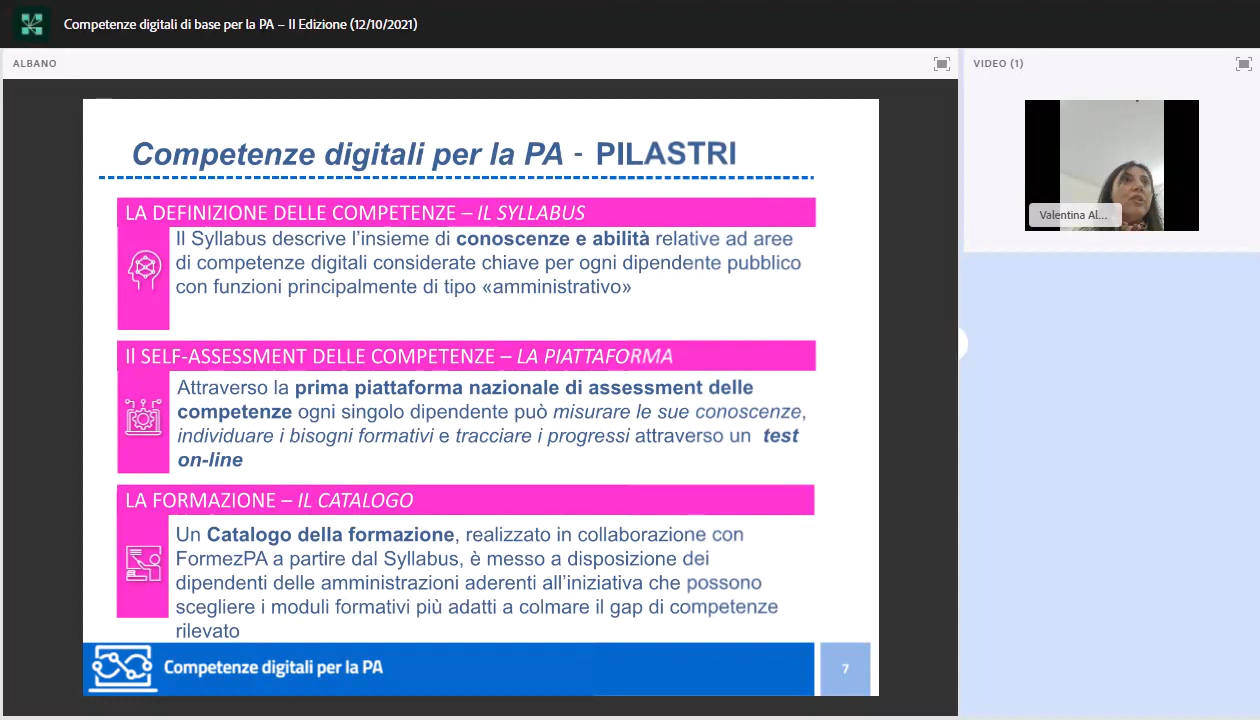 Competenze digitali di base per la PA – II Edizione (12/10/2021)
ALBANO
VIDEO (1)
Competenze digitali per la PA - PILASTRI
LA DEFINIZIONE DELLE COMPETENZE – IL SYLLABUS
Il Syllabus descrive l’insieme di conoscenze e abilità relative ad aree
di competenze digitali considerate chiave per ogni dipendente pubblico
con funzioni principalmente di tipo «amministrativo»
Il SELF-ASSESSMENT DELLE COMPETENZE – LA PIATTAFORMA
Attraverso la prima piattaforma nazionale di assessment delle
competenze ogni singolo dipendente può misurare le sue conoscenze,
individuare i bisogni formativi e tracciare i progressi attraverso un test
on-line
LA FORMAZIONE – IL CATALOGO
Un Catalogo della formazione, realizzato in collaborazione con
FormezPA a partire dal Syllabus, è messo a disposizione dei
dipendenti delle amministrazioni aderenti all’iniziativa che possono
scegliere i moduli formativi più adatti a colmare il gap di competenze
rilevato
Competenze digitali per la PA
7
Valentina Al...